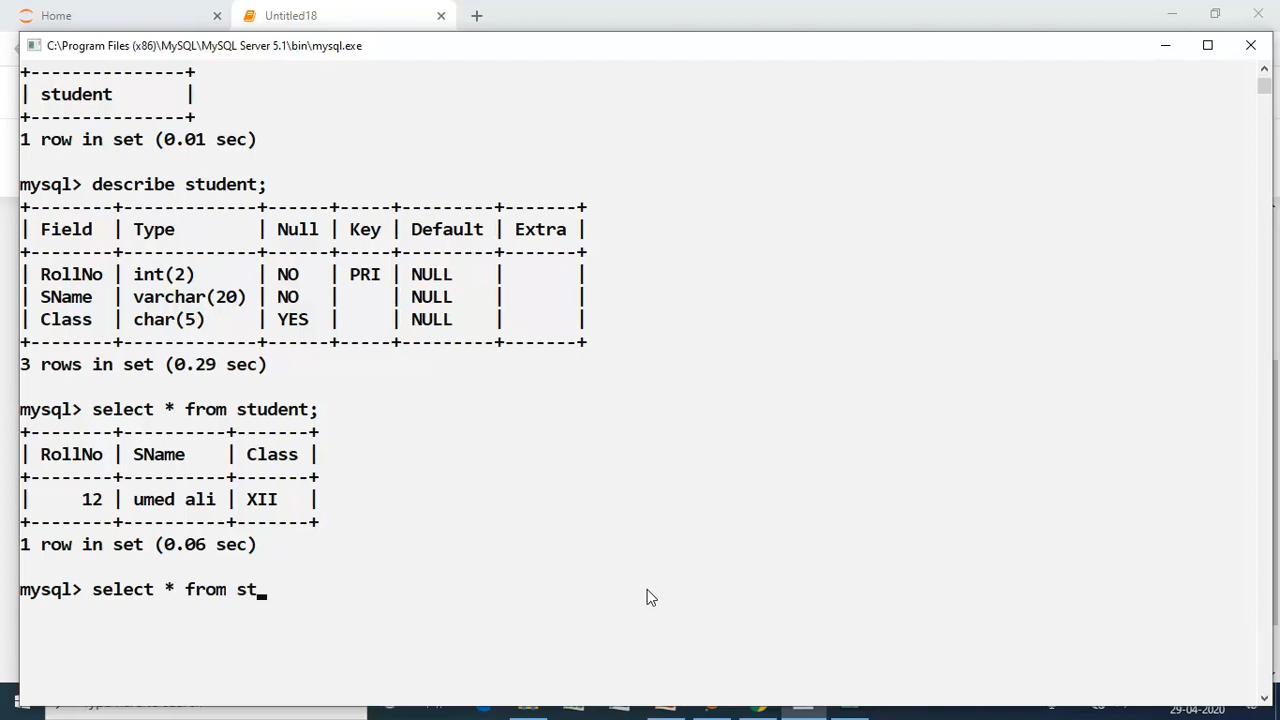 Home
Untitled18
C:\Program Files (x86)\MySQL\MySQL Server 5.1\bin\mysql.exe
+---------------+
| student       |
+---------------+
1 row in set (0.01 sec)
mysql> describe student;
+--------+-------------+------+-----+---------+-------+
| Field  | Type        | Null | Key | Default | Extra |
+--------+-------------+------+-----+---------+-------+
| RollNo | int(2)      | NO   | PRI | NULL    |       |
| SName  | varchar(20) | NO   |     | NULL    |       |
| Class  | char(5)     | YES  |     | NULL    |       |
+--------+-------------+------+-----+---------+-------+
3 rows in set (0.29 sec)
mysql> select * from student;
+--------+----------+-------+
| RollNo | SName    | Class |
+--------+----------+-------+
|     12 | umed ali | XII   |
+--------+----------+-------+
1 row in set (0.06 sec)
mysql> select * from st_
29-04-2020